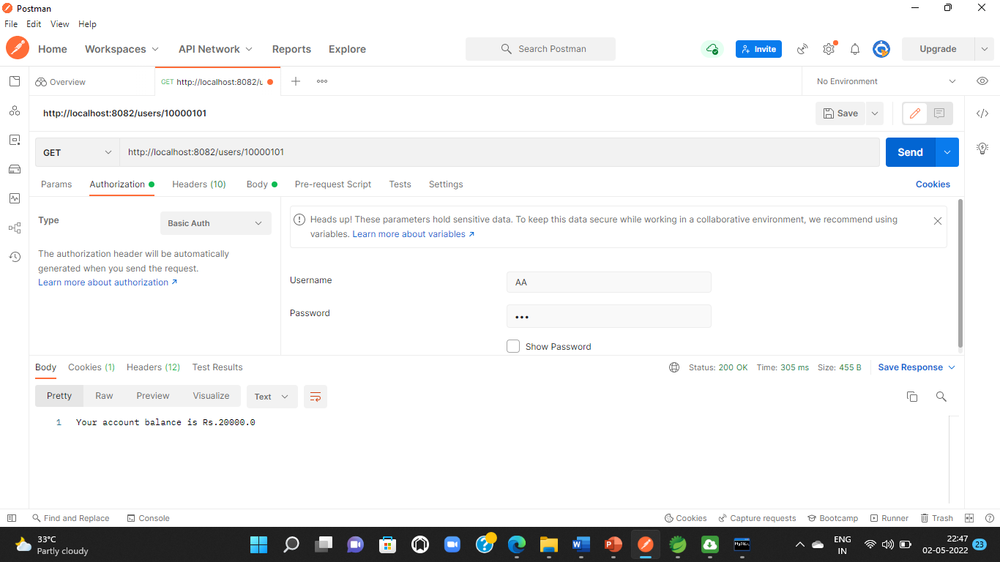 Postman
File Edit View Help
Home Workspaces API Network Reports Explore Search Postman Invite Upgrade
Overview GET http://localhost:8082/u No Environment
http://localhost:8082/users/10000101 Save
GET http://localhost:8082/users/10000101 Send
Params Authorization Headers (10) Body Pre-request Script Tests Settings Cookies
Type Basic Auth
The authorization header will be automatically
generated when you send the request.
Learn more about authorization ↗
Heads up! These parameters hold sensitive data. To keep this data secure while working in a collaborative environment, we recommend using
variables. Learn more about variables ↗
Username AA
Password •••
Show Password
Body Cookies (1) Headers (12) Test Results Status: 200 OK Time: 305 ms Size: 455 B Save Response
Pretty Raw Preview Visualize Text
1 Your account balance is Rs.20000.0
Find and Replace Console Cookies Capture requests Bootcamp Runner Trash
33°C
Partly cloudy
ENG
IN
22:47
02-05-2022
23